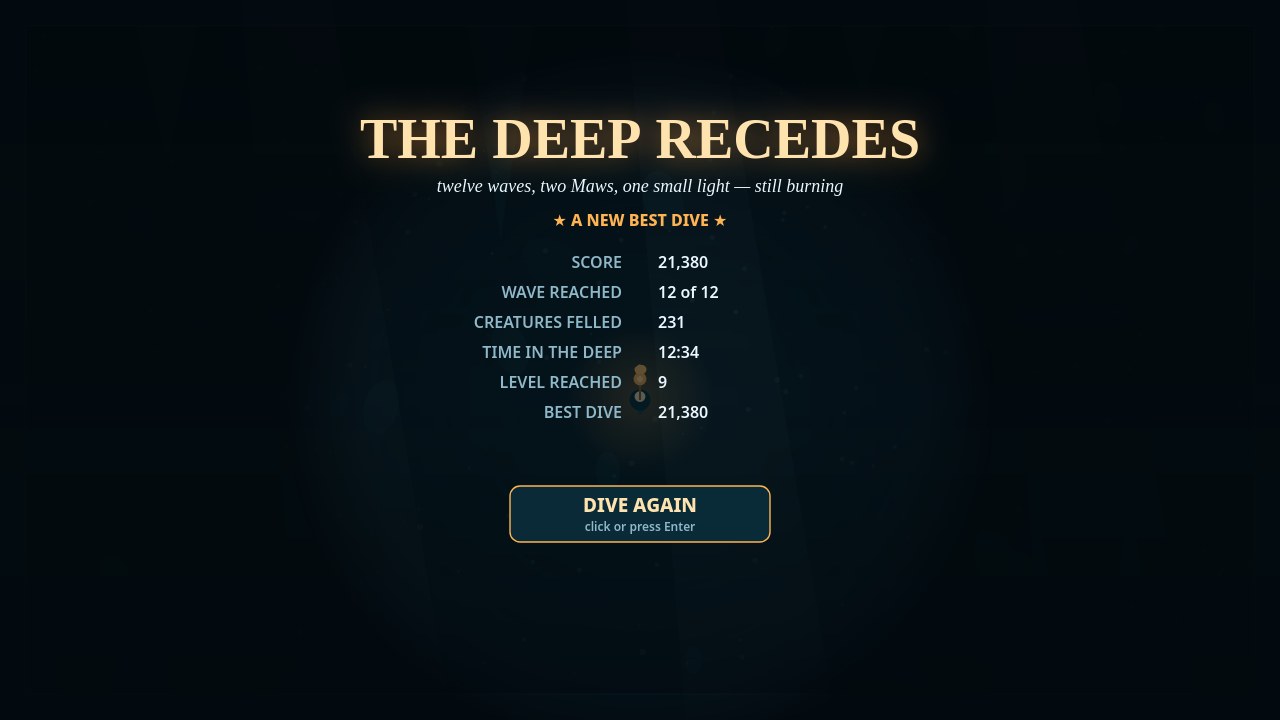 THE DEEP RECEDES
twelve waves, two Maws, one small light — still burning
★ A NEW BEST DIVE ★
SCORE 21,380
WAVE REACHED 12 of 12
CREATURES FELLED 231
TIME IN THE DEEP 12:34
LEVEL REACHED 9
BEST DIVE 21,380
DIVE AGAIN
click or press Enter